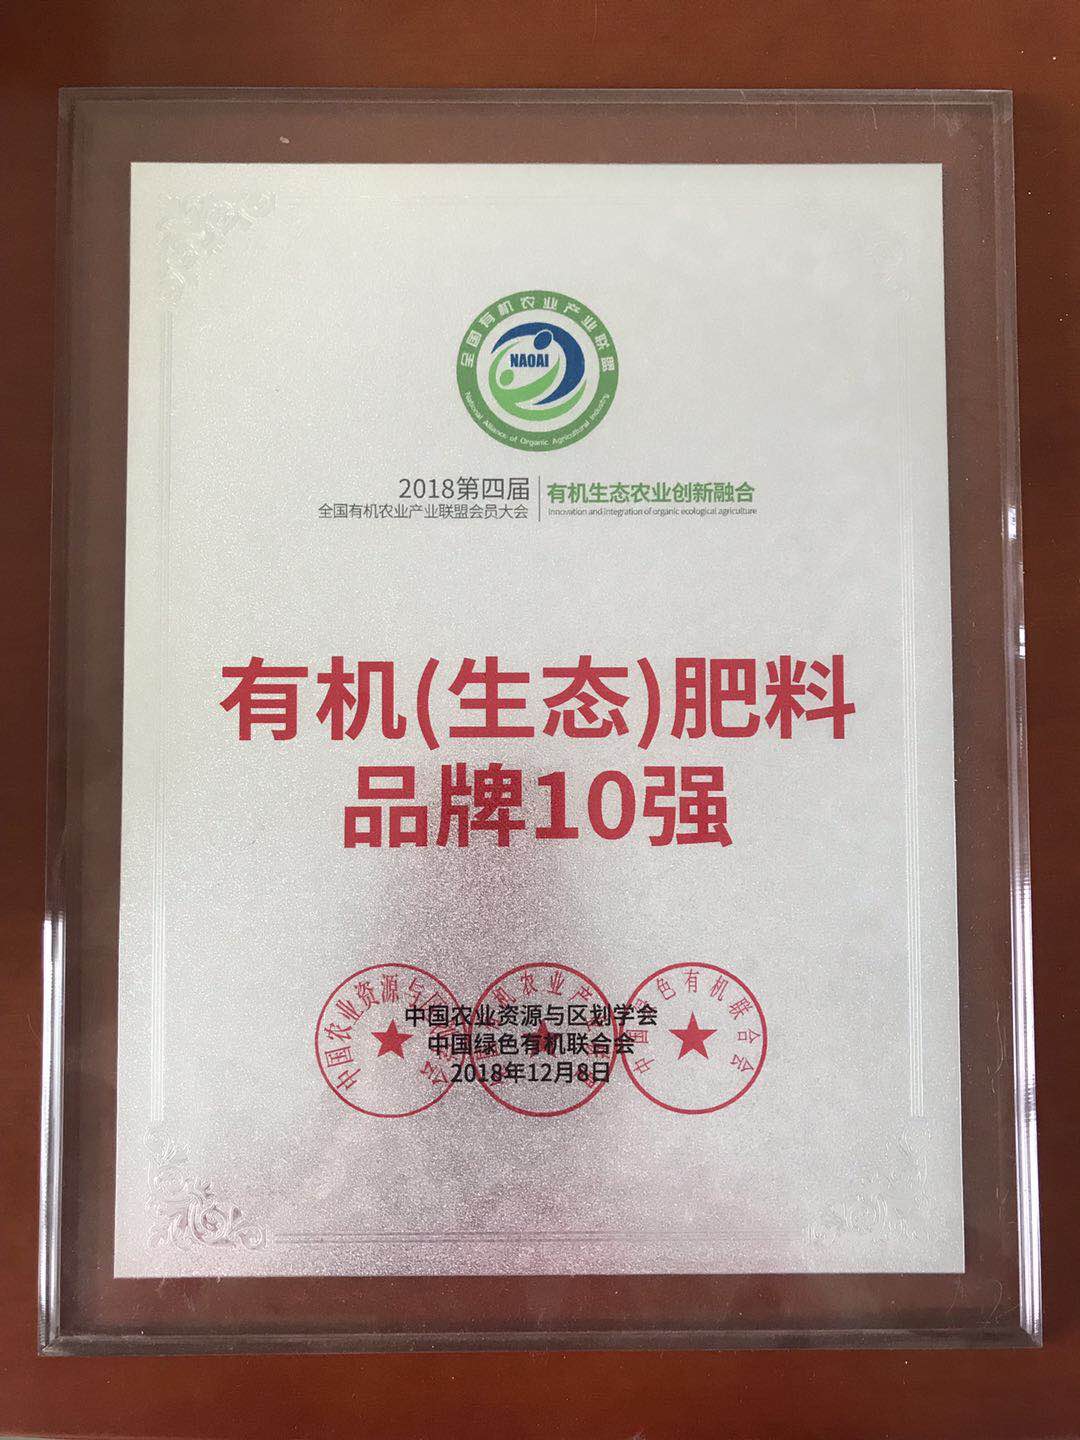 全国有机农业产业联盟
NAOAI
National Alliance of Organic Agricultural Industry
2018第四届
全国有机农业产业联盟会员大会
有机生态农业创新融合
Innovation and integration of organic ecological agriculture
有机(生态)肥料
品牌10强
中国农业资源与区划学会
中国绿色有机联合会
2018年12月8日